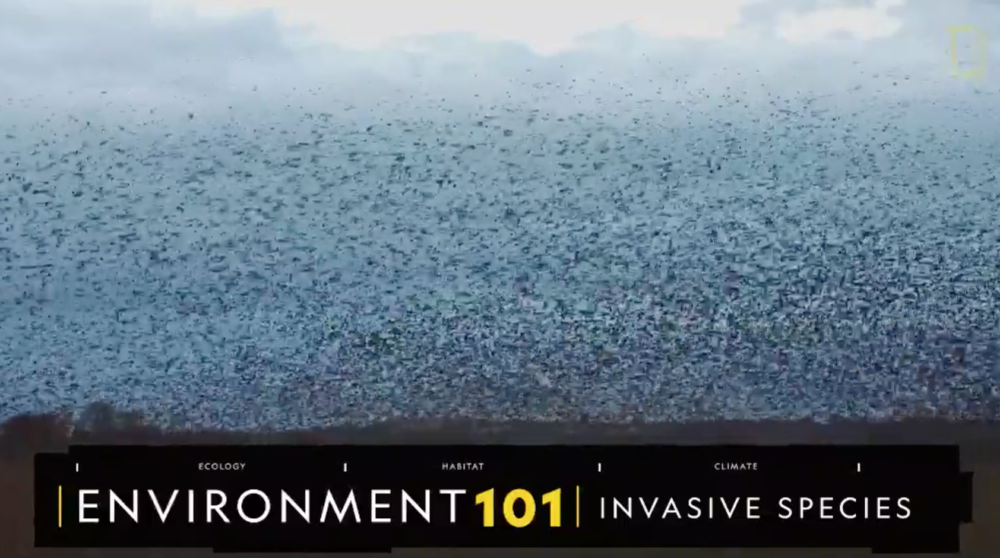 ECOLOGY HABITAT CLIMATE
ENVIRONMENT101 INVASIVE SPECIES